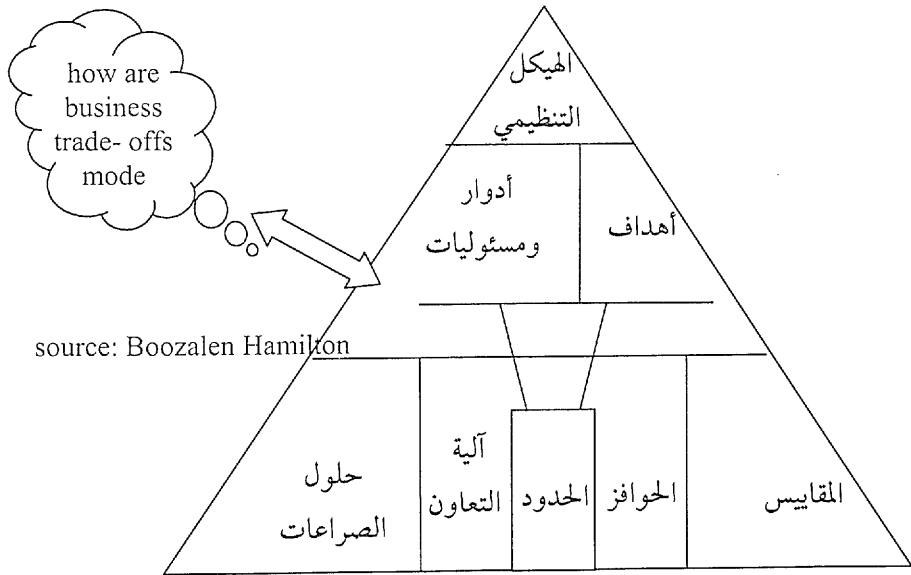 how are
business
trade- offs
mode
الهيكل
التنظيمي
أهداف
أدوار
ومسئوليات
source: Boozalen Hamilton
المقاييس
الحوافز
الحدود
آلية
التعاون
حلول
الصراعات